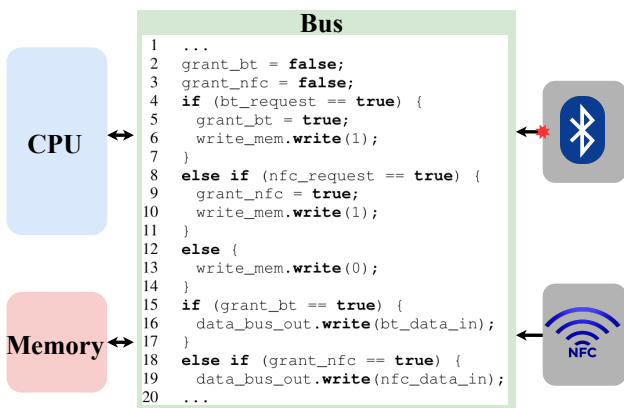 Bus
CPU
Memory
1 ...
2 grant_bt = false;
3 grant_nfc = false;
4 if (bt_request == true) {
5 grant_bt = true;
6 write_mem.write(1);
7 }
8 else if (nfc_request == true) {
9 grant_nfc = true;
10 write_mem.write(1);
11 }
12 else {
13 write_mem.write(0);
14 }
15 if (grant_bt == true) {
16 data_bus_out.write(bt_data_in);
17 }
18 else if (grant_nfc == true) {
19 data_bus_out.write(nfc_data_in);
20 ...
NFC